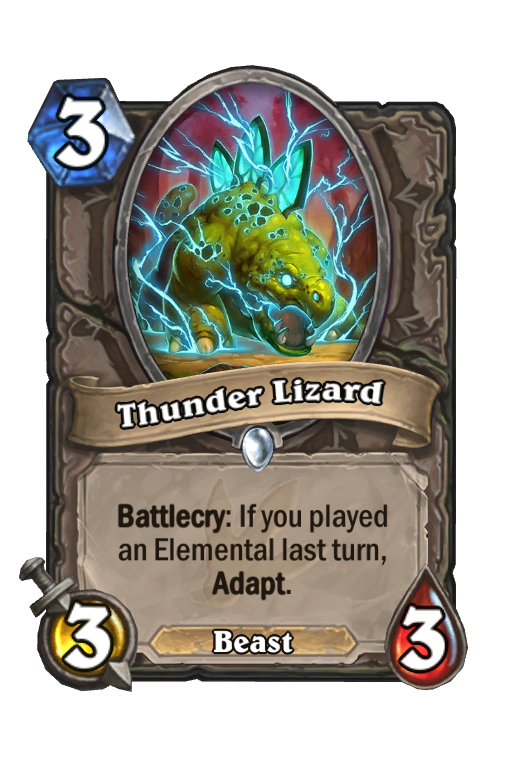 3
Thunder Lizard
Battlecry: If you played
an Elemental last turn,
Adapt.
3
Beast
3